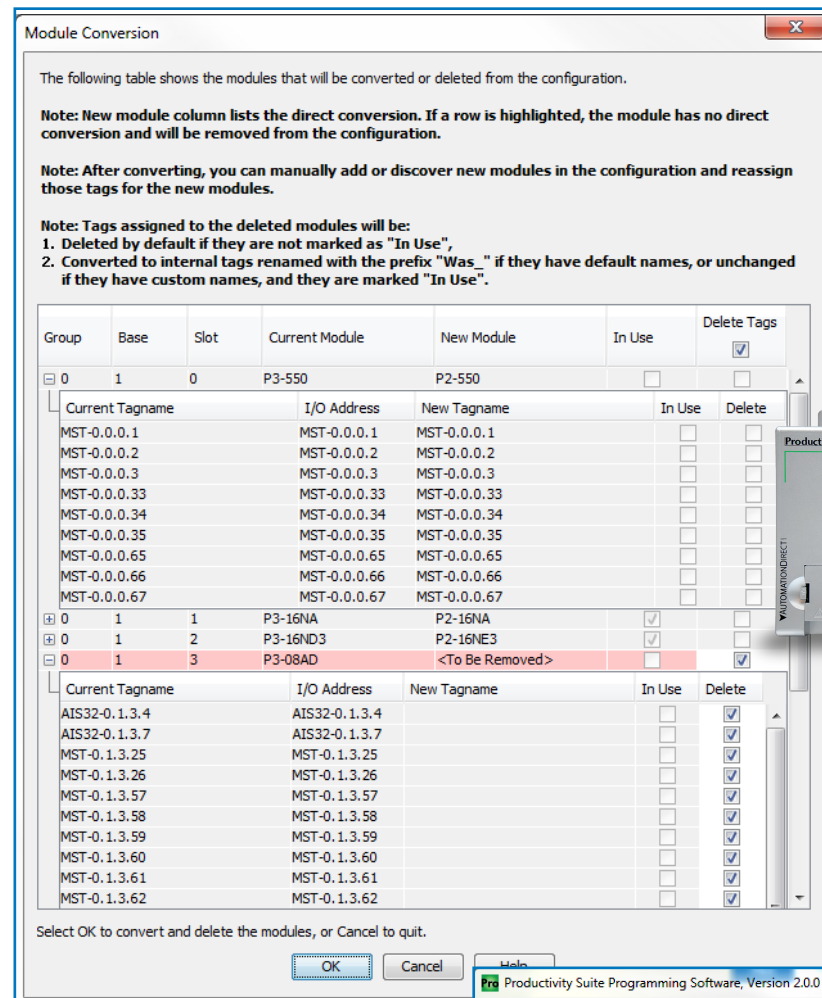 Module Conversion
The following table shows the modules that will be converted or deleted from the configuration.
Note: New module column lists the direct conversion. If a row is highlighted, the module has no direct
conversion and will be removed from the configuration.
Note: After converting, you can manually add or discover new modules in the configuration and reassign
those tags for the new modules.
Note: Tags assigned to the deleted modules will be:
1. Deleted by default if they are not marked as "In Use",
2. Converted to internal tags renamed with the prefix "Was_" if they have default names, or unchanged
if they have custom names, and they are marked "In Use".
Group Base Slot Current Module New Module In Use Delete Tags
0 1 0 P3-550 P2-550
Current Tagname I/O Address New Tagname In Use Delete
MST-0.0.0.1 MST-0.0.0.1 MST-0.0.0.1
MST-0.0.0.2 MST-0.0.0.2 MST-0.0.0.2
MST-0.0.0.3 MST-0.0.0.3 MST-0.0.0.3
MST-0.0.0.33 MST-0.0.0.33 MST-0.0.0.33
MST-0.0.0.34 MST-0.0.0.34 MST-0.0.0.34
MST-0.0.0.35 MST-0.0.0.35 MST-0.0.0.35
MST-0.0.0.65 MST-0.0.0.65 MST-0.0.0.65
MST-0.0.0.66 MST-0.0.0.66 MST-0.0.0.66
MST-0.0.0.67 MST-0.0.0.67 MST-0.0.0.67
0 1 1 P3-16NA P2-16NA
0 1 2 P3-16ND3 P2-16NE3
0 1 3 P3-08AD <To Be Removed>
Current Tagname I/O Address New Tagname In Use Delete
AIS32-0.1.3.4 AIS32-0.1.3.4
AIS32-0.1.3.7 AIS32-0.1.3.7
MST-0.1.3.25 MST-0.1.3.25
MST-0.1.3.26 MST-0.1.3.26
MST-0.1.3.57 MST-0.1.3.57
MST-0.1.3.58 MST-0.1.3.58
MST-0.1.3.59 MST-0.1.3.59
MST-0.1.3.60 MST-0.1.3.60
MST-0.1.3.61 MST-0.1.3.61
MST-0.1.3.62 MST-0.1.3.62
Select OK to convert and delete the modules, or Cancel to quit.
OK Cancel Help
Product
AUTOMATIONDIRECT
Pro Productivity Suite Programming Software, Version 2.0.0